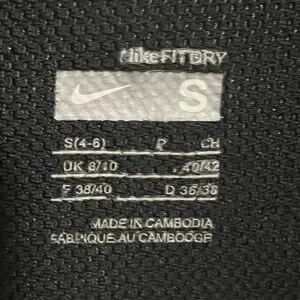 NikeFITDRY
S
S(4-6) P CH
UK 8/10 40/42
F 38/40 D 36/38
MADE IN CAMBODIA
FABRIQUE AU CAMBODGE